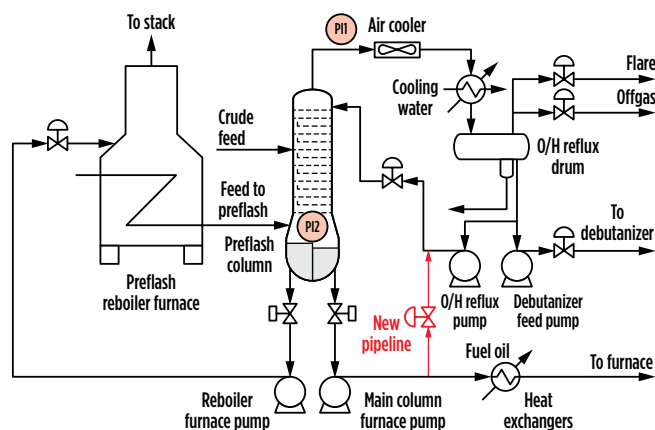 To stack
PI1
Air cooler
Cooling
water
Flare
Offgas
O/H reflux
drum
Crude
feed
Feed to
preflash
PI2
Preflash
column
Preflash
reboiler furnace
To
debutanizer
O/H reflux
pump
Debutanizer
feed pump
New
pipeline
Fuel oil
To furnace
Reboiler
furnace pump
Main column
furnace pump
Heat
exchangers